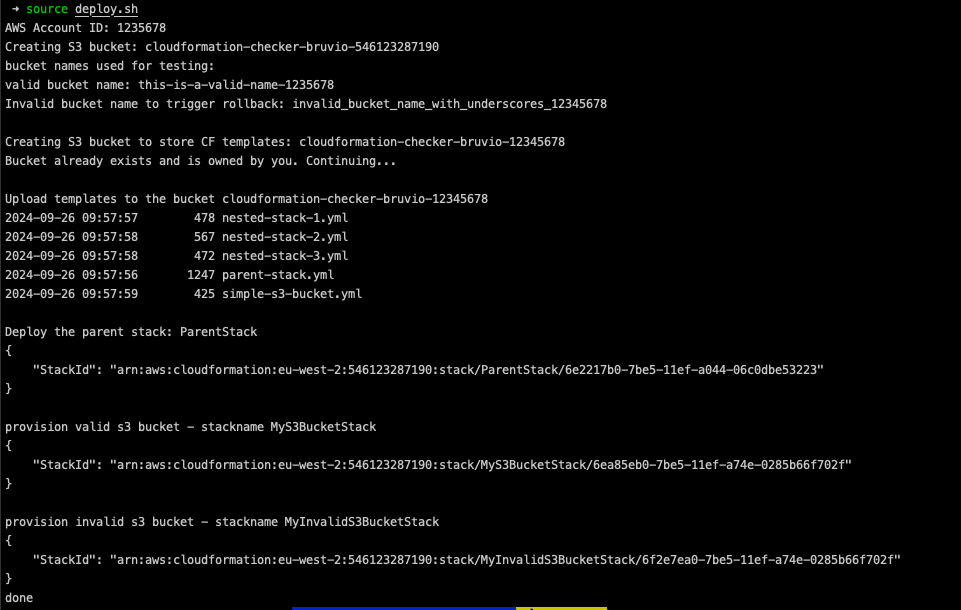 → source deploy.sh
AWS Account ID: 1235678
Creating S3 bucket: cloudformation-checker-bruvio-546123287190
bucket names used for testing:
valid bucket name: this-is-a-valid-name-1235678
Invalid bucket name to trigger rollback: invalid_bucket_name_with_underscores_12345678
Creating S3 bucket to store CF templates: cloudformation-checker-bruvio-12345678
Bucket already exists and is owned by you. Continuing...
Upload templates to the bucket cloudformation-checker-bruvio-12345678
2024-09-26 09:57:57        478 nested-stack-1.yml
2024-09-26 09:57:58        567 nested-stack-2.yml
2024-09-26 09:57:58        472 nested-stack-3.yml
2024-09-26 09:57:56       1247 parent-stack.yml
2024-09-26 09:57:59        425 simple-s3-bucket.yml
Deploy the parent stack: ParentStack
{
    "StackId": "arn:aws:cloudformation:eu-west-2:546123287190:stack/ParentStack/6e2217b0-7be5-11ef-a044-06c0dbe53223"
}
provision valid s3 bucket – stackname MyS3BucketStack
{
    "StackId": "arn:aws:cloudformation:eu-west-2:546123287190:stack/MyS3BucketStack/6ea85eb0-7be5-11ef-a74e-0285b66f702f"
}
provision invalid s3 bucket – stackname MyInvalidS3BucketStack
{
    "StackId": "arn:aws:cloudformation:eu-west-2:546123287190:stack/MyInvalidS3BucketStack/6f2e7ea0-7be5-11ef-a74e-0285b66f702f"
}
done